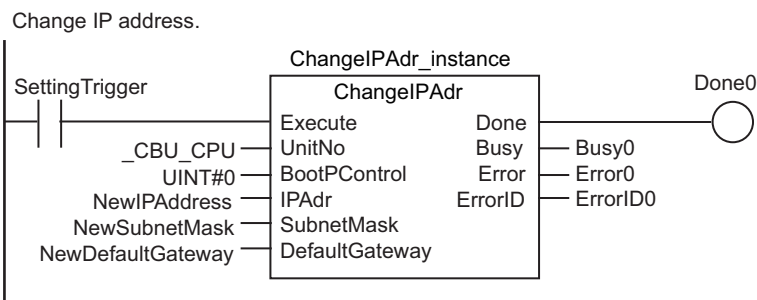 Change IP address.
ChangeIPAdr_instance
SettingTrigger
ChangeIPAdr
Done0
Execute
Done
_CBU_CPU
UnitNo
Busy
Busy0
UINT#0
BootPControl
Error
Error0
NewIPAddress
IPAdr
ErrorID
ErrorID0
NewSubnetMask
SubnetMask
NewDefaultGateway
DefaultGateway